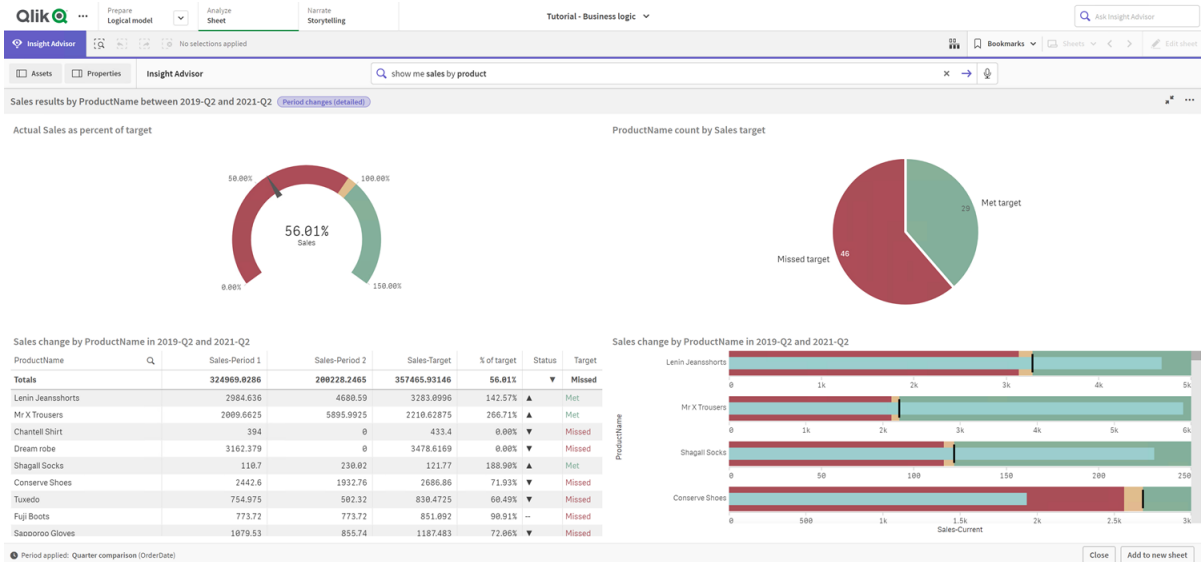 Qlik
Prepare
Logical model
Analyze
Sheet
Narrate
Storytelling
Tutorial - Business logic
Ask Insight Advisor
Insight Advisor
No selections applied
Bookmarks
Sheets
Edit sheet
Assets
Properties
Insight Advisor
show me sales by product
Sales results by ProductName between 2019-Q2 and 2021-Q2
Period changes (detailed)
Actual Sales as percent of target
50.00%
100.00%
56.01%
Sales
0.00%
150.00%
ProductName count by Sales target
29
Met target
Missed target
46
Sales change by ProductName in 2019-Q2 and 2021-Q2
ProductName Sales-Period 1 Sales-Period 2 Sales-Target % of target Status Target
Totals 324969.0286 200228.2465 357465.93146 56.01% ▼ Missed
Lenin Jeansshorts 2984.636 4680.59 3283.0996 142.57% ▲ Met
Mr X Trousers 2009.6625 5895.9925 2210.62875 266.71% ▲ Met
Chantell Shirt 394 0 433.4 0.00% ▼ Missed
Dream robe 3162.379 0 3478.6169 0.00% ▼ Missed
Shagall Socks 110.7 230.02 121.77 188.90% ▲ Met
Conserve Shoes 2442.6 1932.76 2686.86 71.93% ▼ Missed
Tuxedo 754.975 502.32 830.4725 60.49% ▼ Missed
Fuji Boots 773.72 773.72 851.092 90.91% -- Missed
Sapporoo Gloves 1079.53 855.74 1187.483 72.06% ▼ Missed
Sales change by ProductName in 2019-Q2 and 2021-Q2
ProductName
Lenin Jeansshorts
0 1k 2k 3k 4k 5k
Mr X Trousers
0 1k 2k 3k 4k 5k 6k
Shagall Socks
0 50 100 150 200 250
Conserve Shoes
0 500 1k 1.5k 2k 2.5k 3k
Sales-Current
Period applied: Quarter comparison (OrderDate)
Close
Add to new sheet